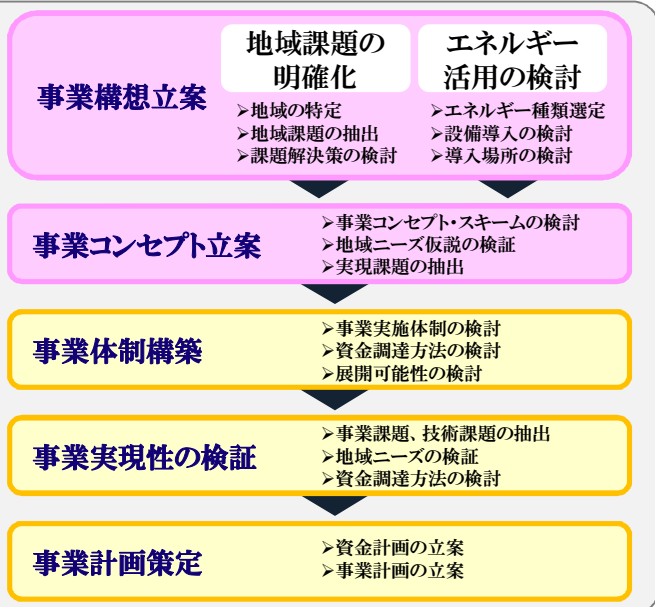 事業構想立案
地域課題の
明確化
➢地域の特定
➢地域課題の抽出
➢課題解決策の検討
エネルギー
活用の検討
➢エネルギー種類選定
➢設備導入の検討
➢導入場所の検討
事業コンセプト立案
➢事業コンセプト・スキームの検討
➢地域ニーズ仮説の検証
➢実現課題の抽出
事業体制構築
➢事業実施体制の検討
➢資金調達方法の検討
➢展開可能性の検討
事業実現性の検証
➢事業課題、技術課題の抽出
➢地域ニーズの検証
➢資金調達方法の検討
事業計画策定
➢資金計画の立案
➢事業計画の立案